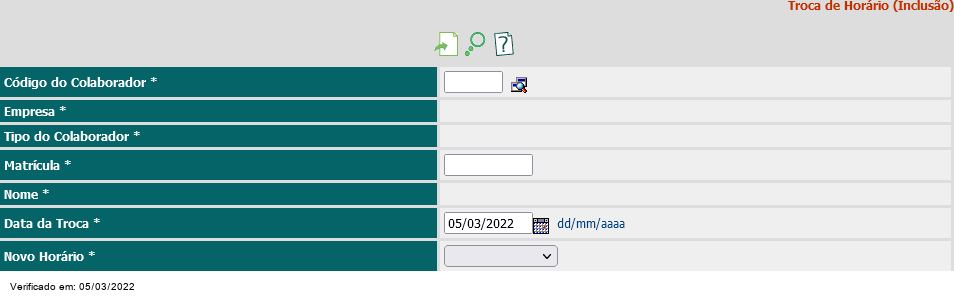 Troca de Horário (Inclusão)
Código do Colaborador *
Empresa *
Tipo do Colaborador *
Matrícula *
Nome *
Data da Troca * 05/03/2022 dd/mm/aaaa
Novo Horário *
Verificado em: 05/03/2022